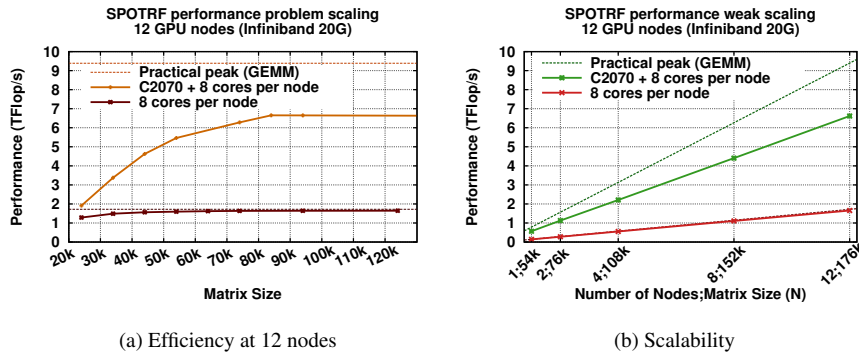 SPOTRF performance problem scaling
12 GPU nodes (Infiniband 20G)
Performance (TFlop/s)
10
9
8
7
6
5
4
3
2
1
0
Practical peak (GEMM)
C2070 + 8 cores per node
8 cores per node
20k
30k
40k
50k
60k
70k
80k
90k
100k
110k
120k
Matrix Size
(a) Efficiency at 12 nodes
SPOTRF performance weak scaling
12 GPU nodes (Infiniband 20G)
Performance (TFlop/s)
10
9
8
7
6
5
4
3
2
1
0
Practical peak (GEMM)
C2070 + 8 cores per node
8 cores per node
1;54k
2;76k
4;108k
8;152k
12;176k
Number of Nodes;Matrix Size (N)
(b) Scalability